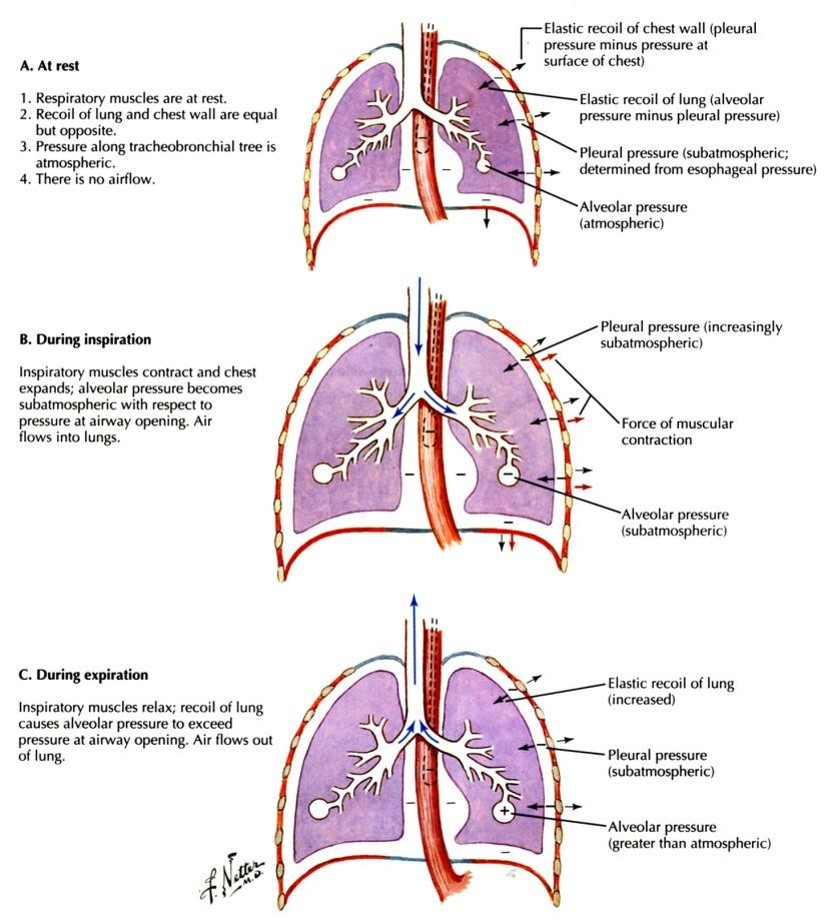 A. At rest
1. Respiratory muscles are at rest.
2. Recoil of lung and chest wall are equal
but opposite.
3. Pressure along tracheobronchial tree is
atmospheric.
4. There is no airflow.
Elastic recoil of chest wall (pleural
pressure minus pressure at
surface of chest)
Elastic recoil of lung (alveolar
pressure minus pleural pressure)
Pleural pressure (subatmospheric;
determined from esophageal pressure)
Alveolar pressure
(atmospheric)
B. During inspiration
Inspiratory muscles contract and chest
expands; alveolar pressure becomes
subatmospheric with respect to
pressure at airway opening. Air
flows into lungs.
Pleural pressure (increasingly
subatmospheric)
Force of muscular
contraction
Alveolar pressure
(subatmospheric)
C. During expiration
Inspiratory muscles relax; recoil of lung
causes alveolar pressure to exceed
pressure at airway opening. Air flows out
of lung.
Elastic recoil of lung
(increased)
Pleural pressure
(subatmospheric)
Alveolar pressure
(greater than atmospheric)
F. Netter
M.D.